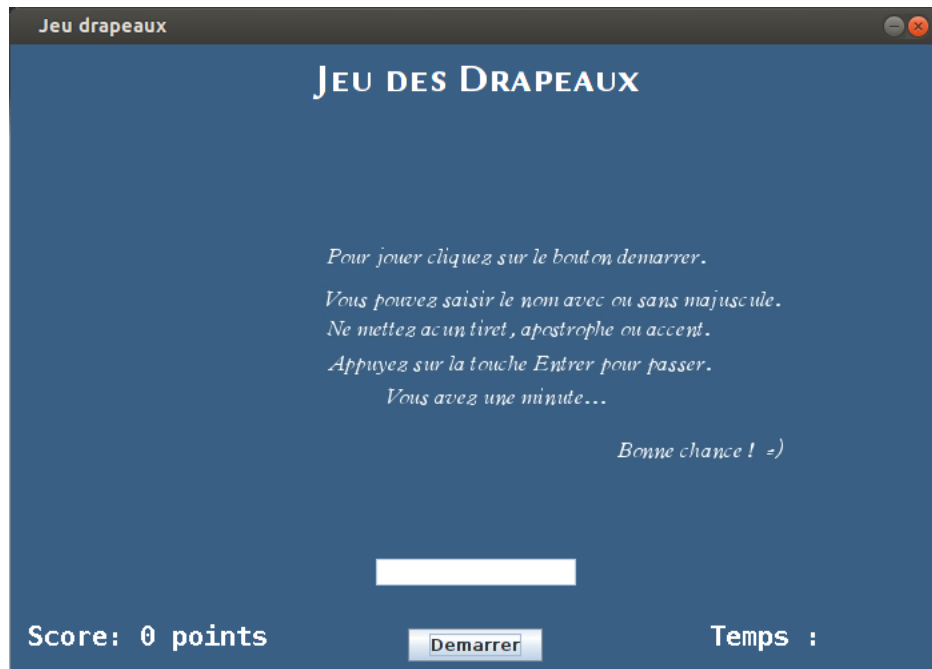 Jeu drapeaux
Jeu des Drapeaux
Pour jouer cliquez sur le bouton demarrer.
Vous pouvez saisir le nom avec ou sans majuscule.
Ne mettez acun tiret, apostrophe ou accent.
Appuyez sur la touche Entrer pour passer.
Vous avez une minute...
Bonne chance ! =)
Score: 0 points
Demarrer
Temps :